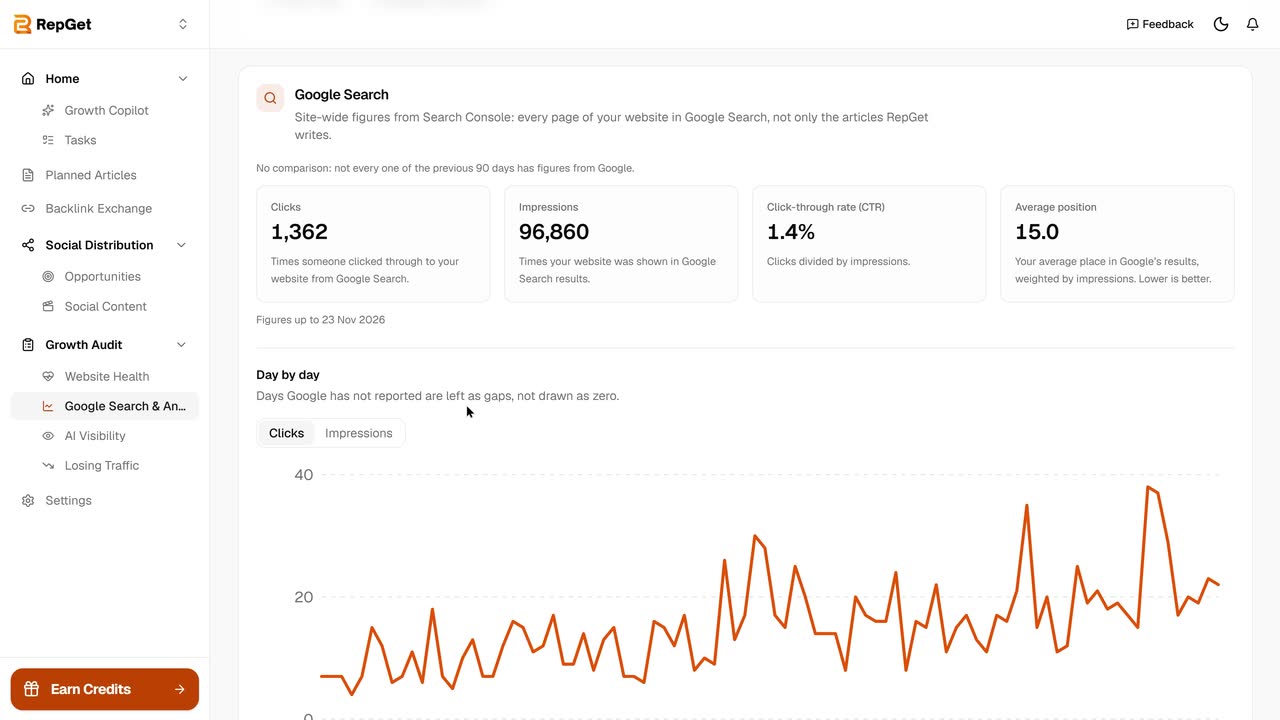 RepGet
Feedback
Home
Growth Copilot
Tasks
Planned Articles
Backlink Exchange
Social Distribution
Opportunities
Social Content
Growth Audit
Website Health
Google Search & An...
AI Visibility
Losing Traffic
Settings
Earn Credits
Google Search
Site-wide figures from Search Console: every page of your website in Google Search, not only the articles RepGet
writes.
No comparison: not every one of the previous 90 days has figures from Google.
Clicks
1,362
Times someone clicked through to your
website from Google Search.
Impressions
96,860
Times your website was shown in Google
Search results.
Click-through rate (CTR)
1.4%
Clicks divided by impressions.
Average position
15.0
Your average place in Google's results,
weighted by impressions. Lower is better.
Figures up to 23 Nov 2026
Day by day
Days Google has not reported are left as gaps, not drawn as zero.
Clicks Impressions
40
20
0